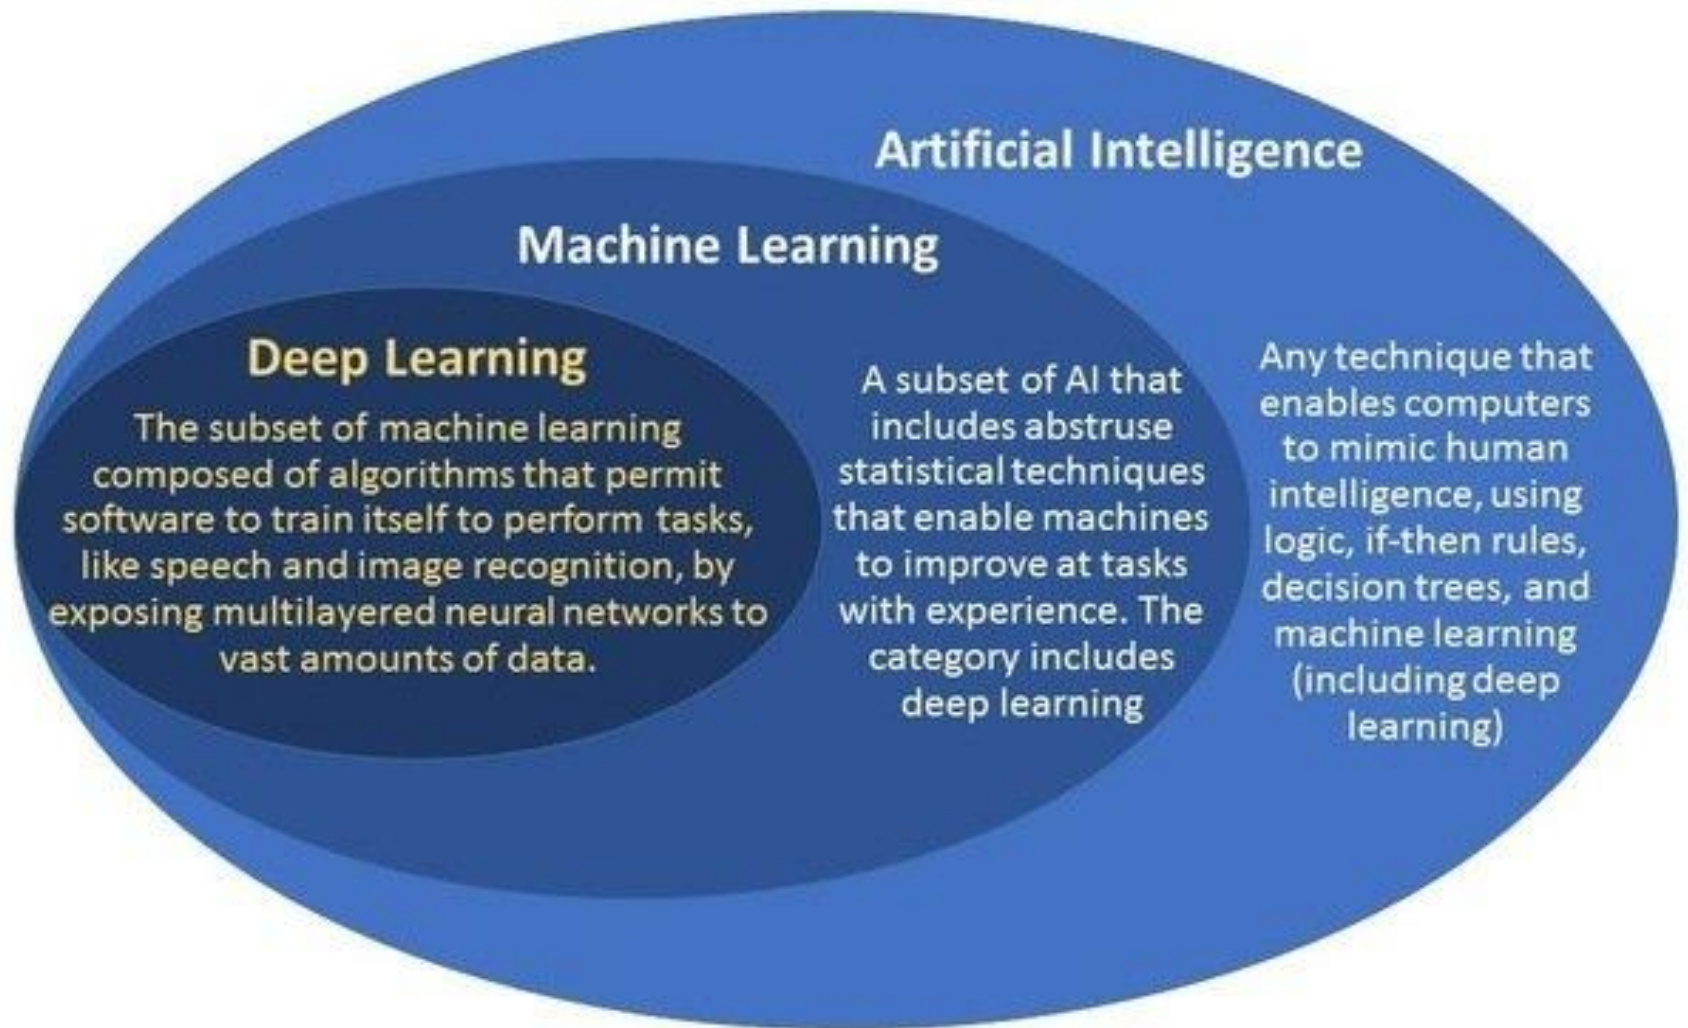 Artificial Intelligence
Any technique that
enables computers
to mimic human
intelligence, using
logic, if-then rules,
decision trees, and
machine learning
(including deep
learning)
Machine Learning
A subset of AI that
includes abstruse
statistical techniques
that enable machines
to improve at tasks
with experience. The
category includes
deep learning
Deep Learning
The subset of machine learning
composed of algorithms that permit
software to train itself to perform tasks,
like speech and image recognition, by
exposing multilayered neural networks to
vast amounts of data.